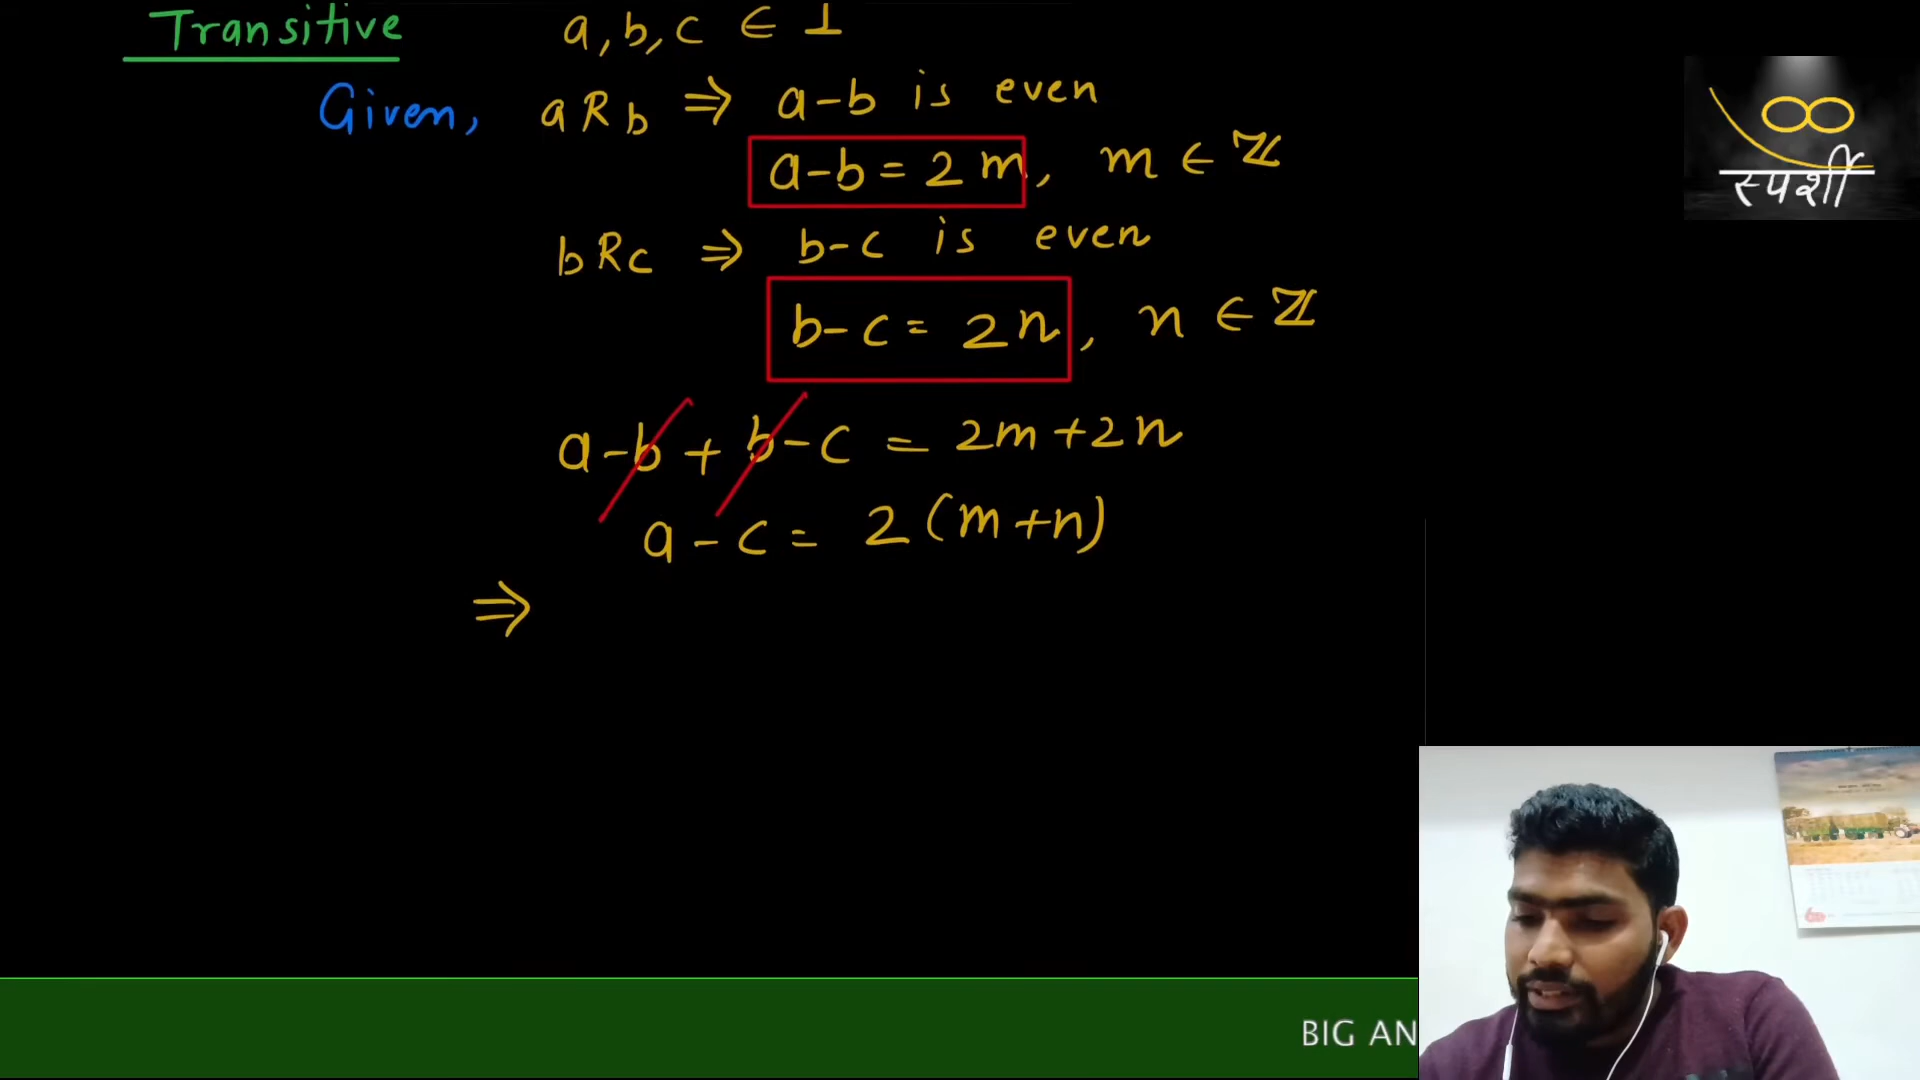 Transitive a, b, c ∈ I
Given, aRb ⇒ a-b is even
a-b = 2m, m ∈ ℤ
bRc ⇒ b-c is even
b-c = 2n, n ∈ ℤ
a-b + b-c = 2m+2n
a-c = 2(m+n)
⇒
स्पर्शी
BIG AN